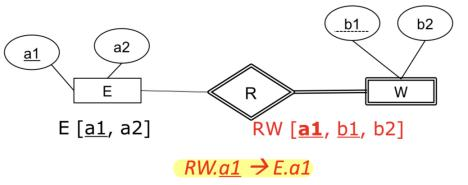 a1
a2
b1
b2
E
R
W
E [a1, a2]
RW [a1, b1, b2]
RW.a1 → E.a1